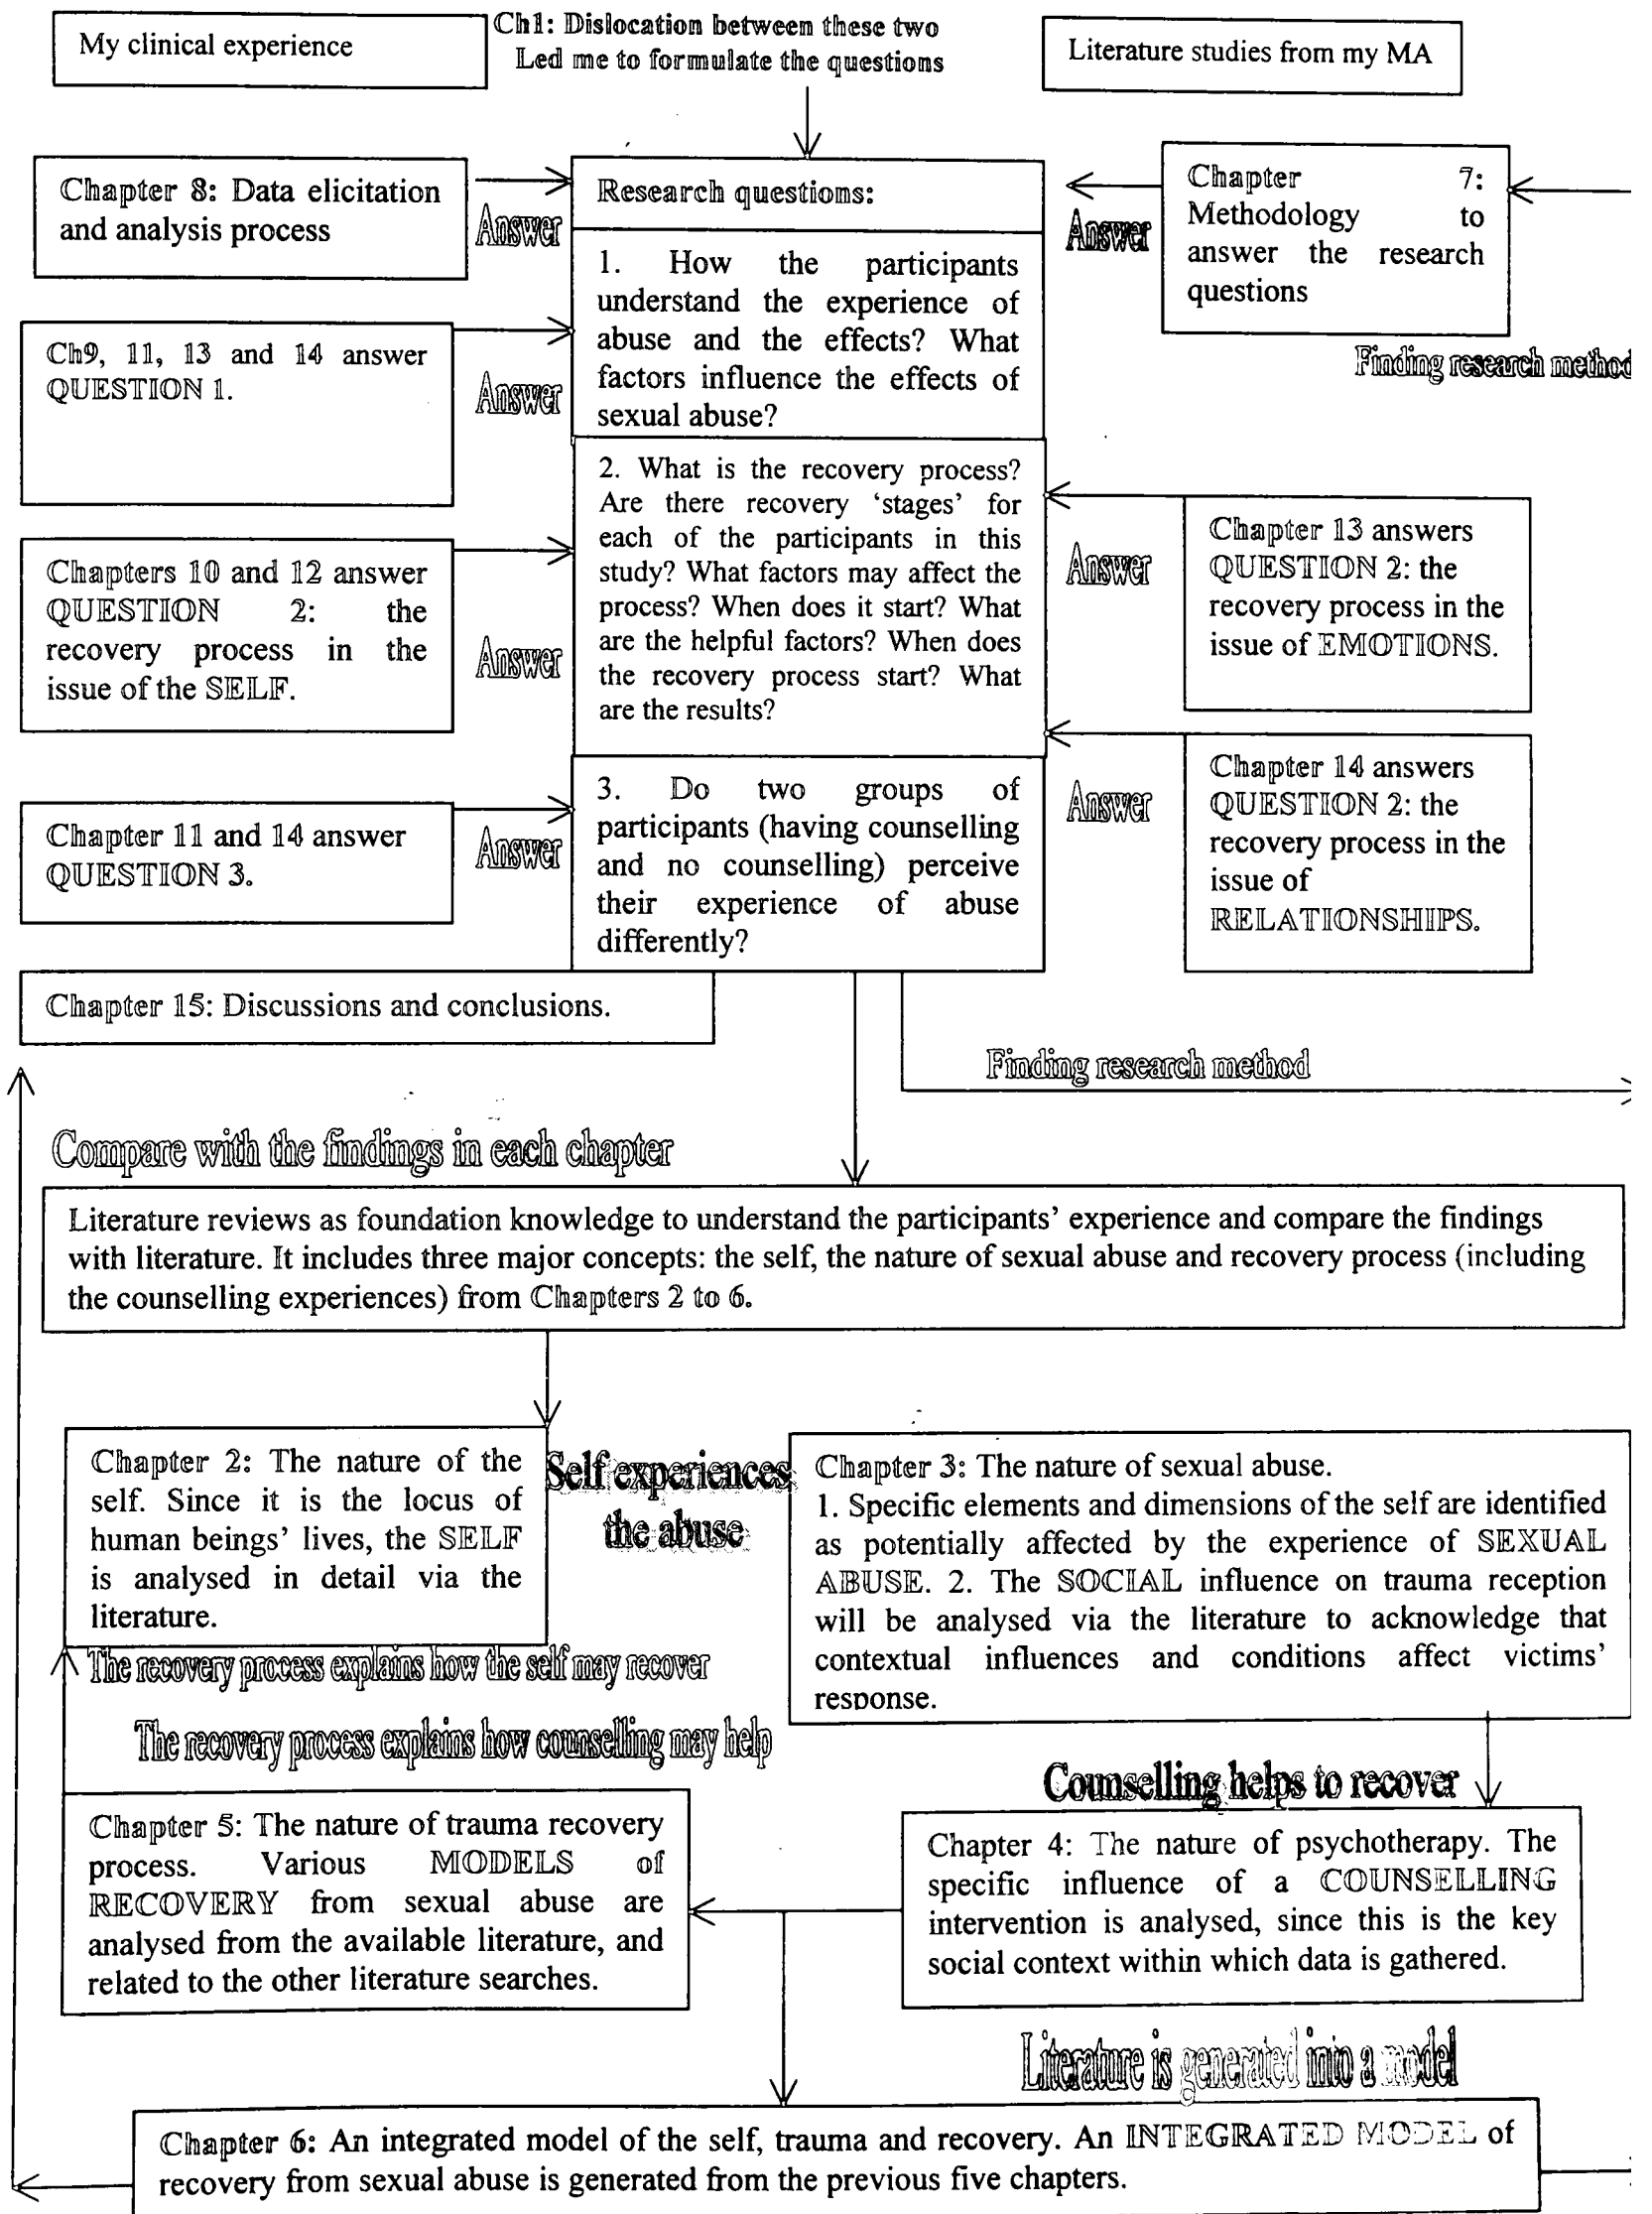 My clinical experience
Ch1: Dislocation between these two
Led me to formulate the questions
Literature studies from my MA
Chapter 8: Data elicitation
and analysis process
Answer
Research questions:
Answer
Chapter 7:
Methodology to
answer the research
questions
Finding research method
1. How the participants
understand the experience of
abuse and the effects? What
factors influence the effects of
sexual abuse?
Ch9, 11, 13 and 14 answer
QUESTION 1.
Answer
2. What is the recovery process?
Are there recovery ‘stages’ for
each of the participants in this
study? What factors may affect the
process? When does it start? What
are the helpful factors? When does
the recovery process start? What
are the results?
Chapters 10 and 12 answer
QUESTION 2: the
recovery process in the
issue of the SELF.
Answer
Answer
Chapter 13 answers
QUESTION 2: the
recovery process in the
issue of EMOTIONS.
3. Do two groups of
participants (having counselling
and no counselling) perceive
their experience of abuse
differently?
Chapter 11 and 14 answer
QUESTION 3.
Answer
Answer
Chapter 14 answers
QUESTION 2: the
recovery process in the
issue of
RELATIONSHIPS.
Chapter 15: Discussions and conclusions.
Finding research method
Compare with the findings in each chapter
Literature reviews as foundation knowledge to understand the participants’ experience and compare the findings
with literature. It includes three major concepts: the self, the nature of sexual abuse and recovery process (including
the counselling experiences) from Chapters 2 to 6.
Chapter 2: The nature of the
self. Since it is the locus of
human beings’ lives, the SELF
is analysed in detail via the
literature.
Self experiences
the abuse
Chapter 3: The nature of sexual abuse.
1. Specific elements and dimensions of the self are identified
as potentially affected by the experience of SEXUAL
ABUSE. 2. The SOCIAL influence on trauma reception
will be analysed via the literature to acknowledge that
contextual influences and conditions affect victims’
response.
The recovery process explains how the self may recover
The recovery process explains how counselling may help
Counselling helps to recover
Chapter 5: The nature of trauma recovery
process. Various MODELS of
RECOVERY from sexual abuse are
analysed from the available literature, and
related to the other literature searches.
Chapter 4: The nature of psychotherapy. The
specific influence of a COUNSELLING
intervention is analysed, since this is the key
social context within which data is gathered.
Literature is generated into a model
Chapter 6: An integrated model of the self, trauma and recovery. An INTEGRATED MODEL of
recovery from sexual abuse is generated from the previous five chapters.